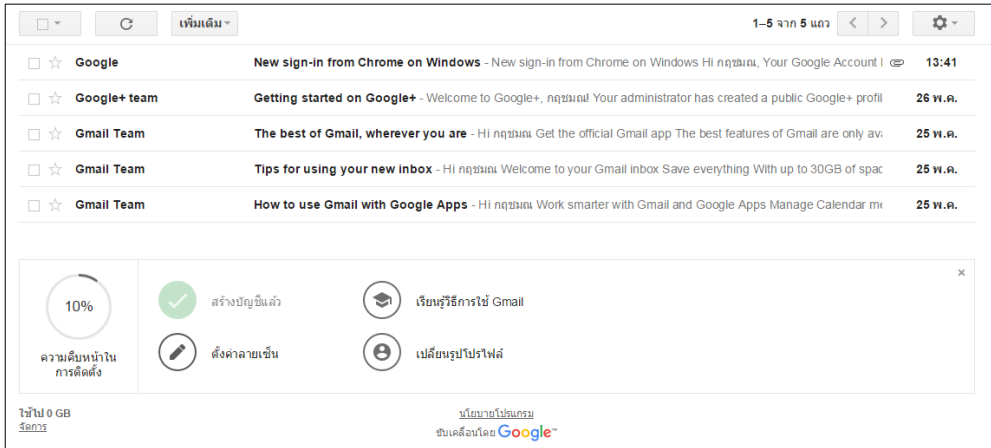 เพิ่มเติม 1–5 จาก 5 แถว
Google New sign-in from Chrome on Windows - New sign-in from Chrome on Windows Hi กฤชมณ, Your Google Account 13:41
Google+ team Getting started on Google+ - Welcome to Google+, กฤชมณ! Your administrator has created a public Google+ profil 26 พ.ค.
Gmail Team The best of Gmail, wherever you are - Hi กฤชมณ Get the official Gmail app The best features of Gmail are only ava 25 พ.ค.
Gmail Team Tips for using your new inbox - Hi กฤชมณ Welcome to your Gmail inbox Save everything With up to 30GB of spac 25 พ.ค.
Gmail Team How to use Gmail with Google Apps - Hi กฤชมณ Work smarter with Gmail and Google Apps Manage Calendar me 25 พ.ค.
10%
ความคืบหน้าใน
การติดตั้ง
สร้างบัญชีแล้ว เรียนรู้วิธีการใช้ Gmail
ตั้งค่าลายเซ็น เปลี่ยนรูปโปรไฟล์
ใช้ไป 0 GB
จัดการ
นโยบายโปรแกรม
ขับเคลื่อนโดย Google™